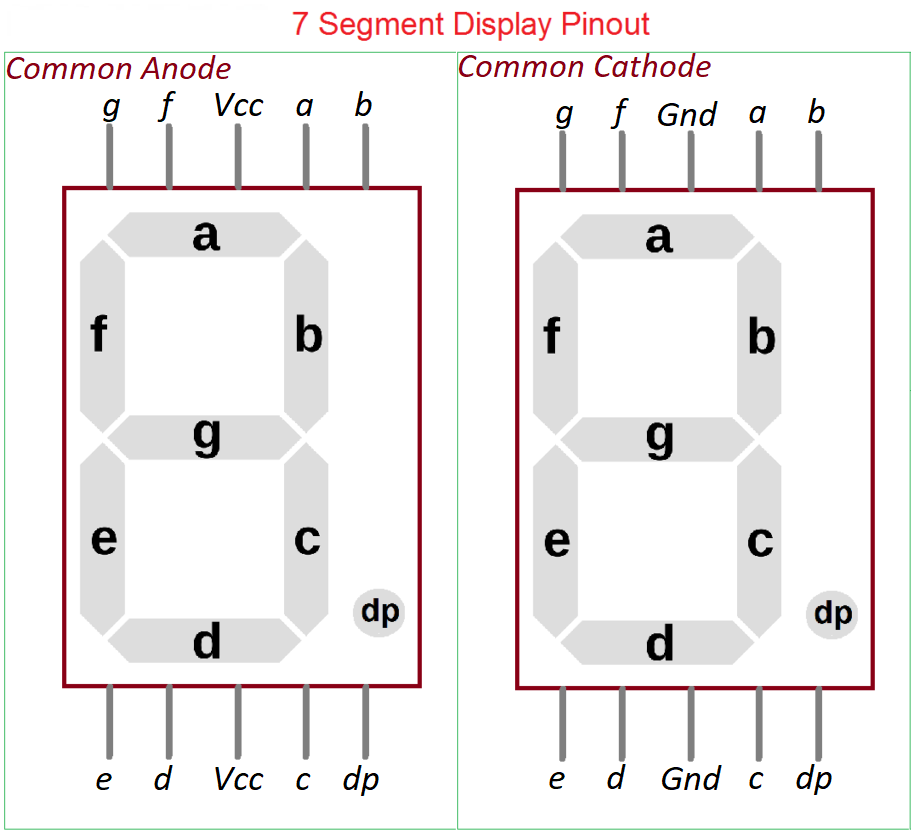 7 Segment Display Pinout
Common Anode
g f Vcc a b
a
f b
g
e c
dp
d
e d Vcc c dp
Common Cathode
g f Gnd a b
a
f b
g
e c
dp
d
e d Gnd c dp